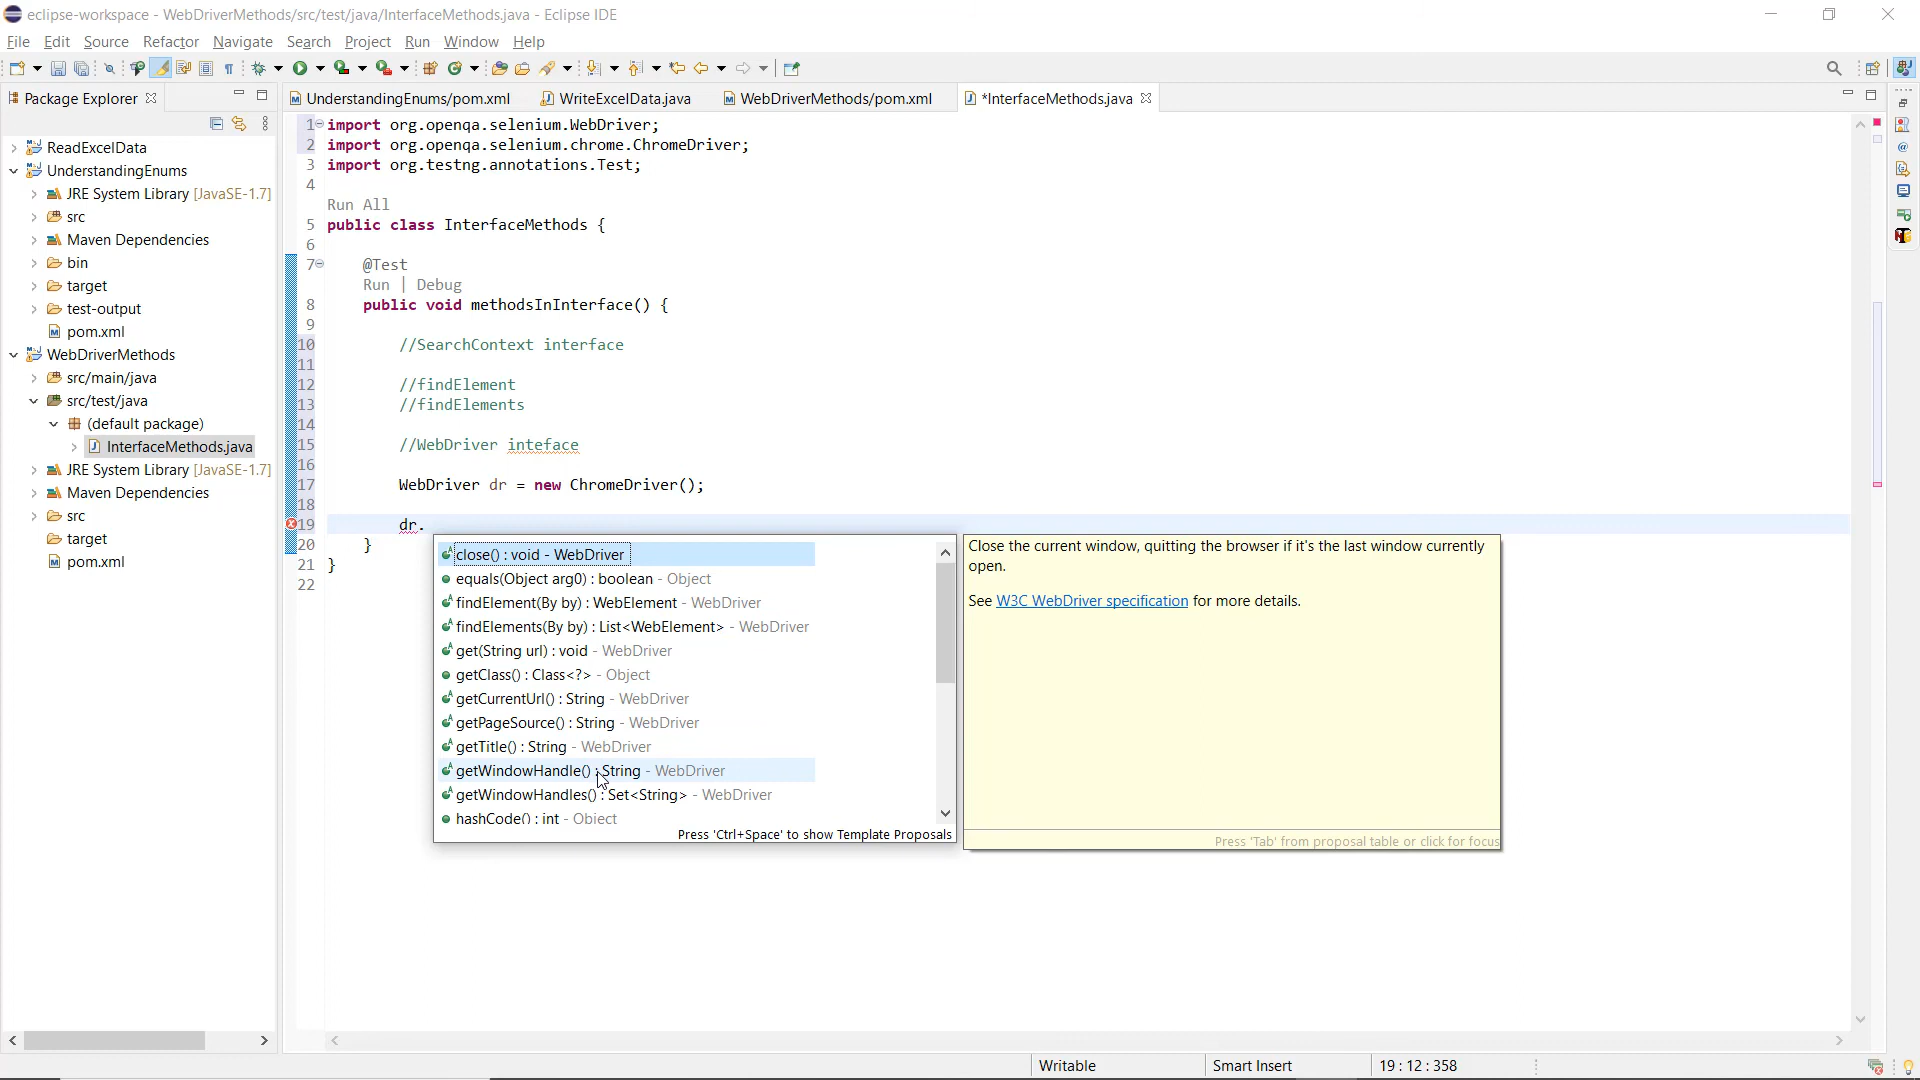 eclipse-workspace - WebDriverMethods/src/test/java/InterfaceMethods.java - Eclipse IDE
File Edit Source Refactor Navigate Search Project Run Window Help
Package Explorer
UnderstandingEnums/pom.xml
WriteExcelData.java
WebDriverMethods/pom.xml
*InterfaceMethods.java
ReadExcelData
UnderstandingEnums
JRE System Library [JavaSE-1.7]
src
Maven Dependencies
bin
target
test-output
pom.xml
WebDriverMethods
src/main/java
src/test/java
(default package)
InterfaceMethods.java
JRE System Library [JavaSE-1.7]
Maven Dependencies
src
target
pom.xml
1 import org.openqa.selenium.WebDriver;
2 import org.openqa.selenium.chrome.ChromeDriver;
3 import org.testng.annotations.Test;
4
Run All
5 public class InterfaceMethods {
6
7 @Test
Run | Debug
8 public void methodsInInterface() {
9
10 //SearchContext interface
11
12 //findElement
13 //findElements
14
15 //WebDriver inteface
16
17 WebDriver dr = new ChromeDriver();
18
19 dr.
20 }
21 }
22
close() : void - WebDriver
equals(Object arg0) : boolean - Object
findElement(By by) : WebElement - WebDriver
findElements(By by) : List<WebElement> - WebDriver
get(String url) : void - WebDriver
getClass() : Class<?> - Object
getCurrentUrl() : String - WebDriver
getPageSource() : String - WebDriver
getTitle() : String - WebDriver
getWindowHandle() : String - WebDriver
getWindowHandles() : Set<String> - WebDriver
hashCode() : int - Object
Press 'Ctrl+Space' to show Template Proposals
Close the current window, quitting the browser if it's the last window currently
open.
See W3C WebDriver specification for more details.
Press 'Tab' from proposal table or click for focus
Writable
Smart Insert
19 : 12 : 358